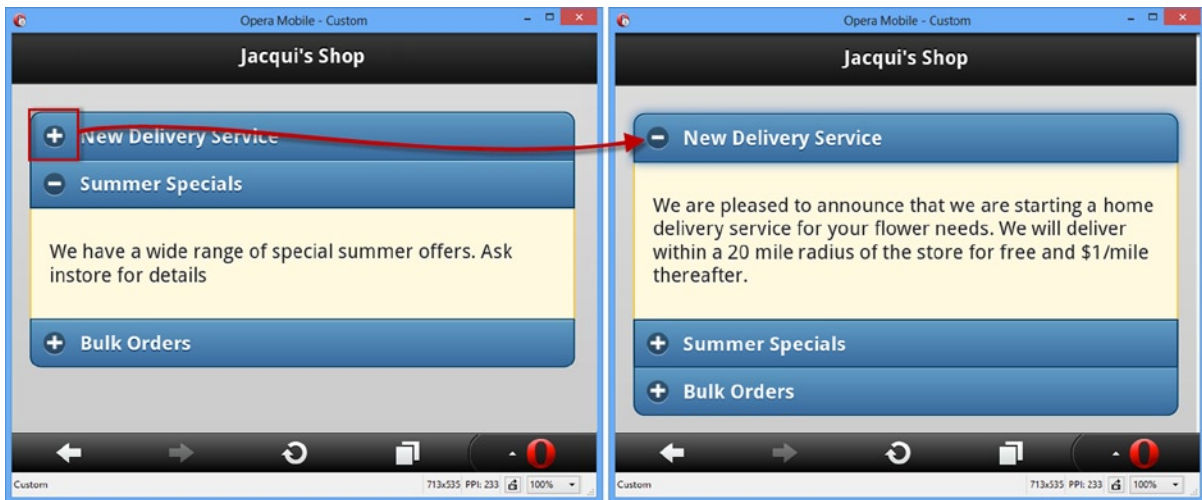 Opera Mobile - Custom
Jacqui's Shop
New Delivery Service
Summer Specials
We have a wide range of special summer offers. Ask
instore for details
Bulk Orders
Custom
713x535 PPI: 233
100%
Opera Mobile - Custom
Jacqui's Shop
New Delivery Service
We are pleased to announce that we are starting a home
delivery service for your flower needs. We will deliver
within a 20 mile radius of the store for free and $1/mile
thereafter.
Summer Specials
Bulk Orders
Custom
713x535 PPI: 233
100%